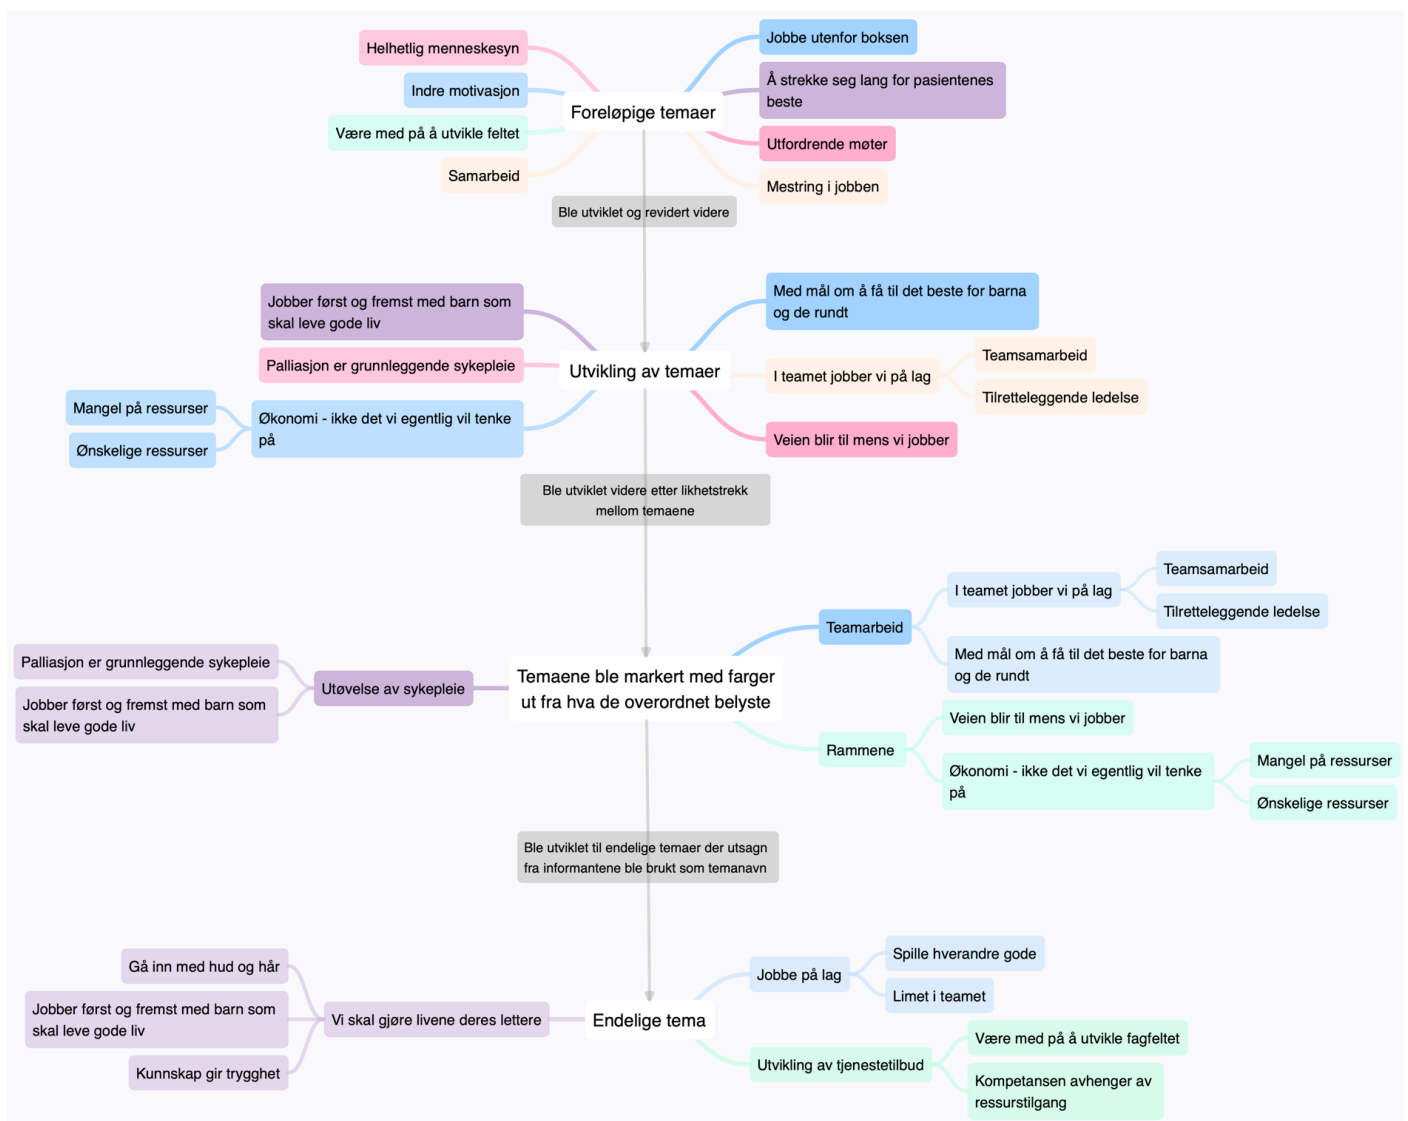 Helhetlig menneskesyn
Indre motivasjon
Være med på å utvikle feltet
Samarbeid
Foreløpige temaer
Jobbe utenfor boksen
Å strekke seg lang for pasientenes
beste
Utfordrende møter
Mestring i jobben
Ble utviklet og revidert videre
Jobber først og fremst med barn som
skal leve gode liv
Palliasjon er grunnleggende sykepleie
Økonomi - ikke det vi egentlig vil tenke
på
Mangel på ressurser
Ønskelige ressurser
Utvikling av temaer
Med mål om å få til det beste for barna
og de rundt
I teamet jobber vi på lag
Teamsamarbeid
Tilretteleggende ledelse
Veien blir til mens vi jobber
Ble utviklet videre etter likhetstrekk
mellom temaene
Palliasjon er grunnleggende sykepleie
Jobber først og fremst med barn som
skal leve gode liv
Utøvelse av sykepleie
Temaene ble markert med farger
ut fra hva de overordnet belyste
Teamarbeid
I teamet jobber vi på lag
Teamsamarbeid
Tilretteleggende ledelse
Med mål om å få til det beste for barna
og de rundt
Rammene
Veien blir til mens vi jobber
Økonomi - ikke det vi egentlig vil tenke
på
Mangel på ressurser
Ønskelige ressurser
Ble utviklet til endelige temaer der utsagn
fra informantene ble brukt som temanavn
Gå inn med hud og hår
Jobber først og fremst med barn som
skal leve gode liv
Kunnskap gir trygghet
Vi skal gjøre livene deres lettere
Endelige tema
Jobbe på lag
Spille hverandre gode
Limet i teamet
Utvikling av tjenestetilbud
Være med på å utvikle fagfeltet
Kompetansen avhenger av
ressurstilgang